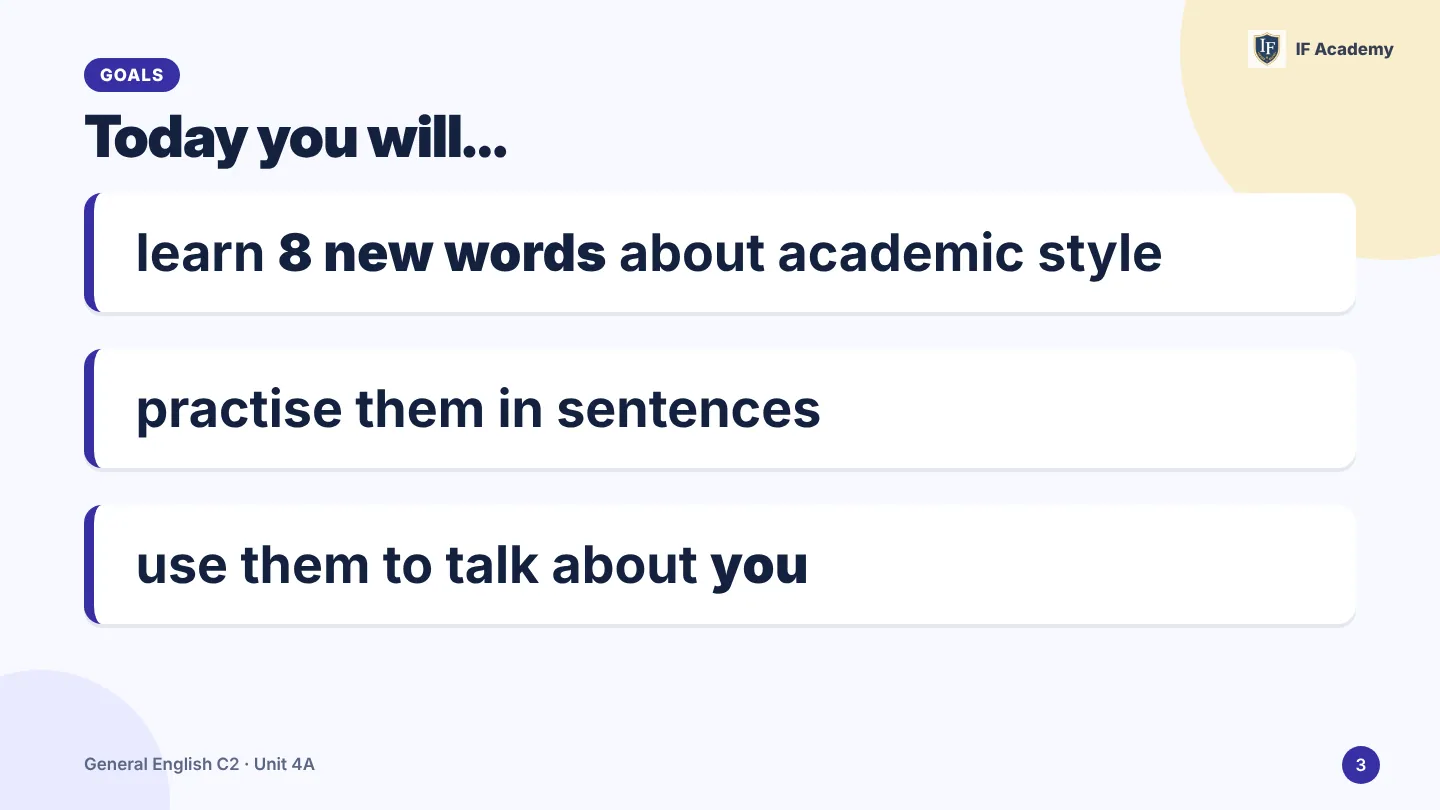 IF
IF Academy
GOALS
Today you will...
learn 8 new words about academic style
practise them in sentences
use them to talk about you
General English C2 · Unit 4A
3